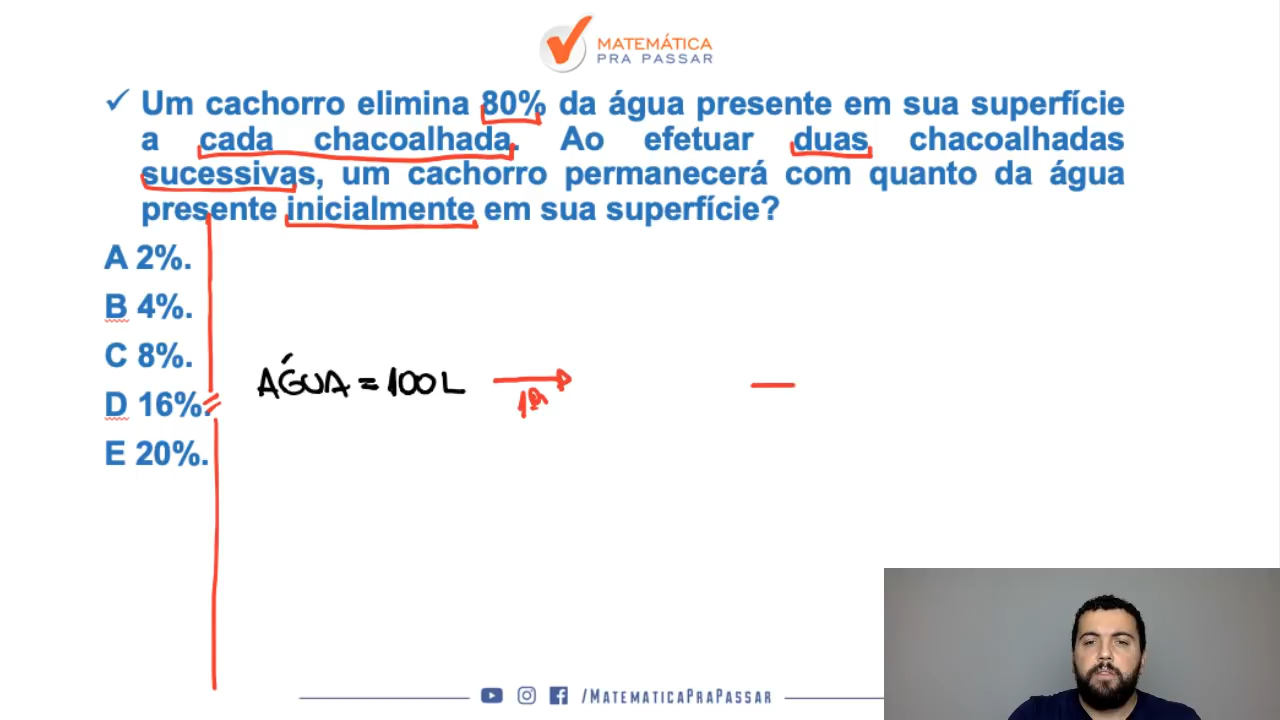 MATEMÁTICA
PRA PASSAR
✓ Um cachorro elimina 80% da água presente em sua superfície
a cada chacoalhada. Ao efetuar duas chacoalhadas
sucessivas, um cachorro permanecerá com quanto da água
presente inicialmente em sua superfície?
A 2%.
B 4%.
C 8%.
D 16%.
E 20%.
ÁGUA = 100L
1ª
/MATEMATICAPRAPASSAR